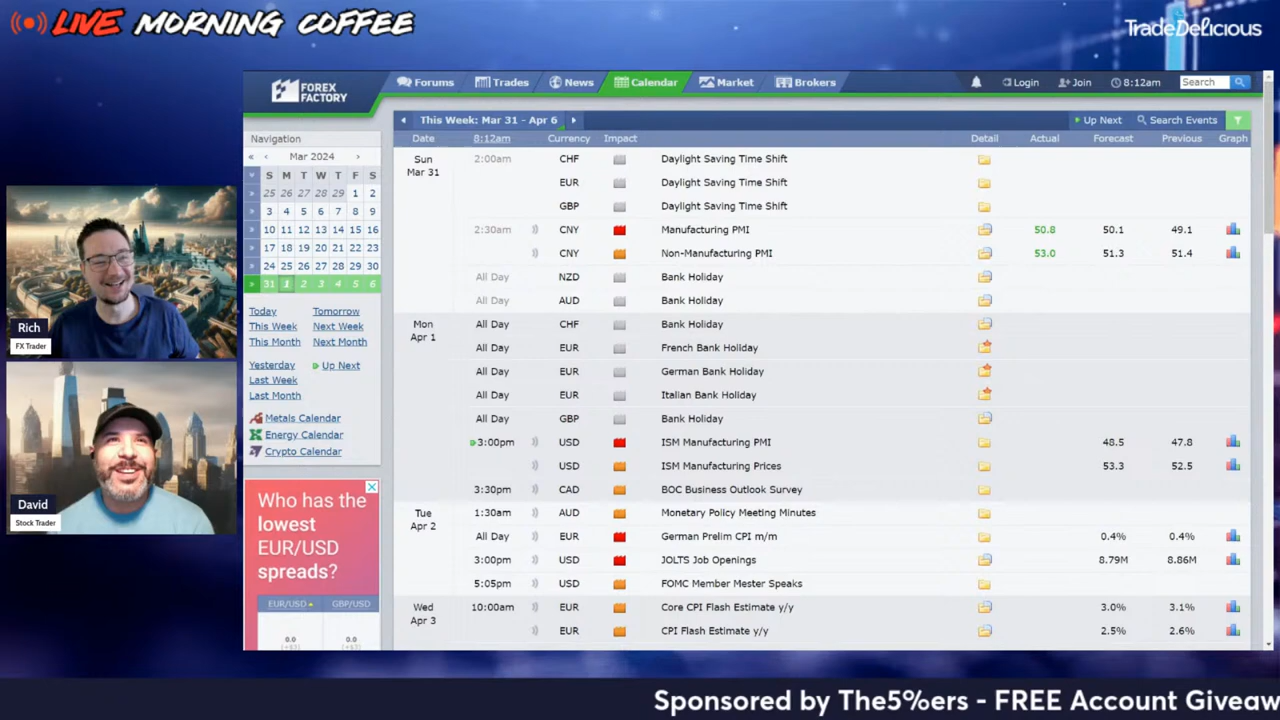 LIVE MORNING COFFEE
TradeDelicious
FOREX FACTORY
Forums Trades News Calendar Market Brokers
Login Join 8:12am Search
Navigation
Mar 2024
S M T W T F S
25 26 27 28 29 1 2
3 4 5 6 7 8 9
10 11 12 13 14 15 16
17 18 19 20 21 22 23
24 25 26 27 28 29 30
31 1 2 3 4 5 6
Today Tomorrow
This Week Next Week
This Month Next Month
Yesterday Up Next
Last Week
Last Month
Metals Calendar
Energy Calendar
Crypto Calendar
Who has the
lowest
EUR/USD
spreads?
EUR/USD GBP/USD
0.0 0.0
(+$3) (+$3)
This Week: Mar 31 - Apr 6 Up Next Search Events
Date 8:12am Currency Impact Detail Actual Forecast Previous Graph
Sun Mar 31 2:00am CHF Daylight Saving Time Shift
EUR Daylight Saving Time Shift
GBP Daylight Saving Time Shift
2:30am CNY Manufacturing PMI 50.8 50.1 49.1
CNY Non-Manufacturing PMI 53.0 51.3 51.4
All Day NZD Bank Holiday
All Day AUD Bank Holiday
Mon Apr 1 All Day CHF Bank Holiday
All Day EUR French Bank Holiday
All Day EUR German Bank Holiday
All Day EUR Italian Bank Holiday
All Day GBP Bank Holiday
3:00pm USD ISM Manufacturing PMI 48.5 47.8
USD ISM Manufacturing Prices 53.3 52.5
3:30pm CAD BOC Business Outlook Survey
Tue Apr 2 1:30am AUD Monetary Policy Meeting Minutes
All Day EUR German Prelim CPI m/m 0.4% 0.4%
3:00pm USD JOLTS Job Openings 8.79M 8.86M
5:05pm USD FOMC Member Mester Speaks
Wed Apr 3 10:00am EUR Core CPI Flash Estimate y/y 3.0% 3.1%
EUR CPI Flash Estimate y/y 2.5% 2.6%
Rich
FX Trader
David
Stock Trader
Sponsored by The5%ers - FREE Account Giveaw